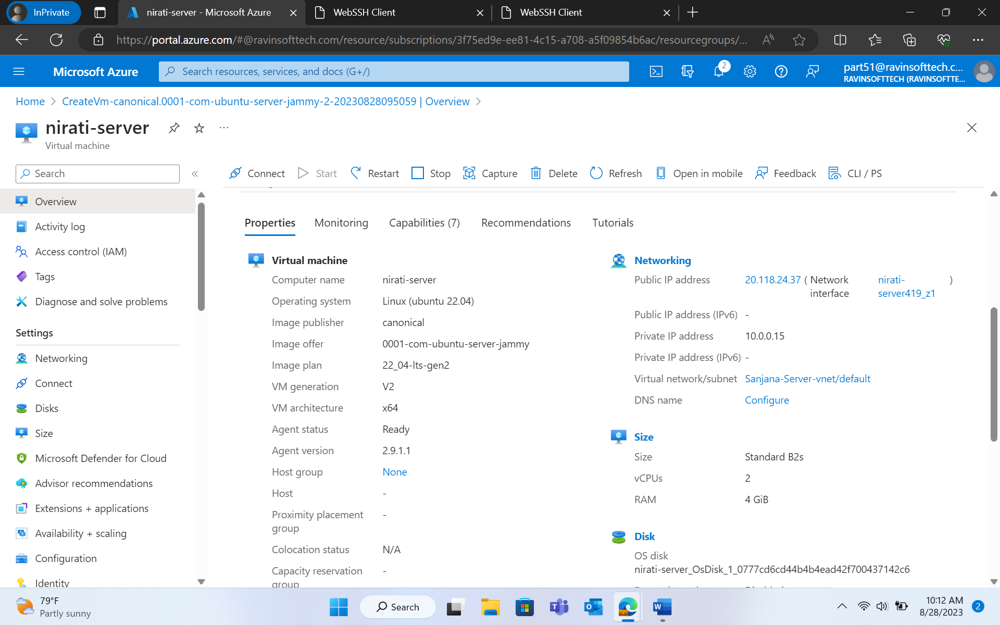 InPrivate
nirati-server - Microsoft Azure
WebSSH Client
WebSSH Client
https://portal.azure.com/#@ravinsofttech.com/resource/subscriptions/3f75ed9e-ee81-4c15-a708-a5f09854b6ac/resourcegroups/...
Microsoft Azure
Search resources, services, and docs (G+/)
2
part51@ravinsofttech.c...
RAVINSOFTTECH (RAVINSOFTTE...
Home > CreateVm-canonical.0001-com-ubuntu-server-jammy-2-20230828095059 | Overview >
nirati-server
Virtual machine
Search
Connect
Start
Restart
Stop
Capture
Delete
Refresh
Open in mobile
Feedback
CLI / PS
Overview
Activity log
Access control (IAM)
Tags
Diagnose and solve problems
Settings
Networking
Connect
Disks
Size
Microsoft Defender for Cloud
Advisor recommendations
Extensions + applications
Availability + scaling
Configuration
Identity
Properties
Monitoring
Capabilities (7)
Recommendations
Tutorials
Virtual machine
Computer name nirati-server
Operating system Linux (ubuntu 22.04)
Image publisher canonical
Image offer 0001-com-ubuntu-server-jammy
Image plan 22_04-lts-gen2
VM generation V2
VM architecture x64
Agent status Ready
Agent version 2.9.1.1
Host group None
Host -
Proximity placement group -
Colocation status N/A
Capacity reservation group -
Networking
Public IP address 20.118.24.37 ( Network interface nirati-server419_z1 )
Public IP address (IPv6) -
Private IP address 10.0.0.15
Private IP address (IPv6) -
Virtual network/subnet Sanjana-Server-vnet/default
DNS name Configure
Size
Size Standard B2s
vCPUs 2
RAM 4 GiB
Disk
OS disk
nirati-server_OsDisk_1_0777cd6cd44b4b4ead42f700437142c6
79°F
Partly sunny
Search
10:12 AM
8/28/2023
2